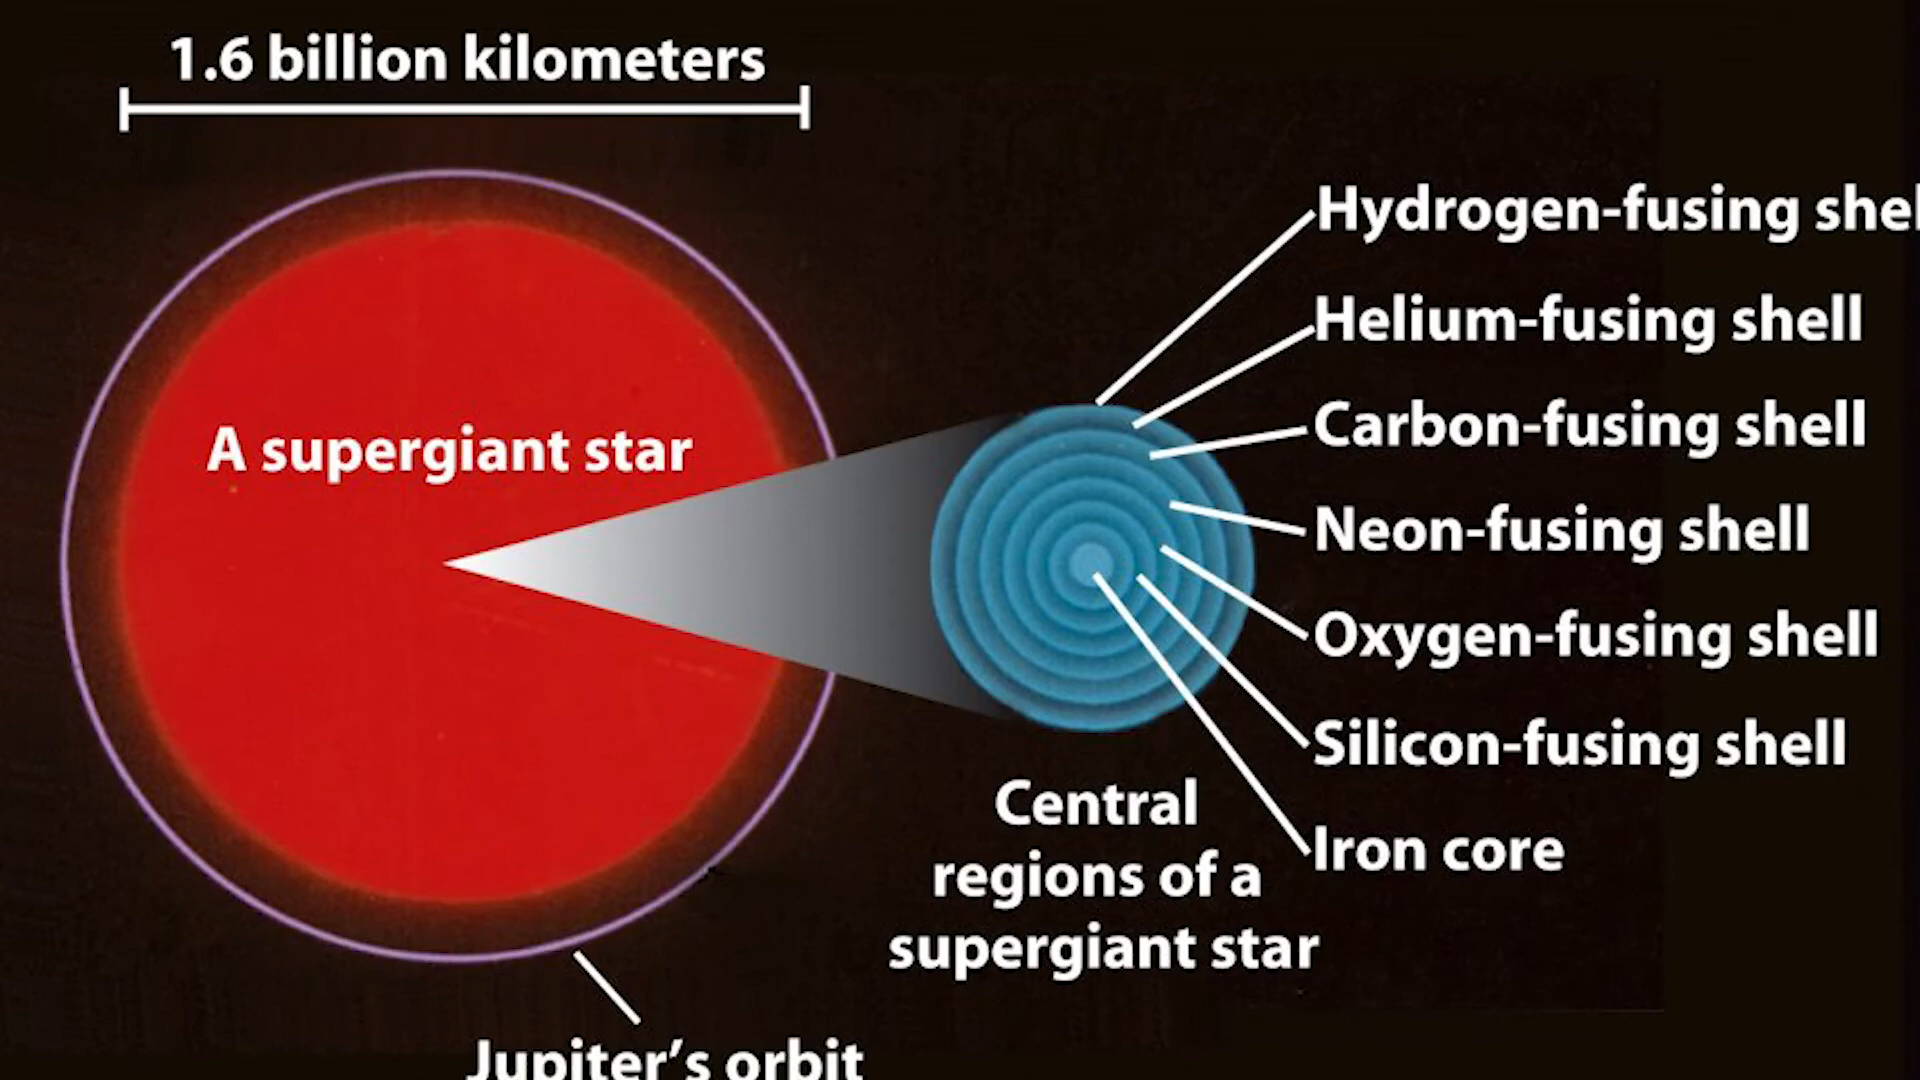 1.6 billion kilometers
A supergiant star
Jupiter's orbit
Hydrogen-fusing shel
Helium-fusing shell
Carbon-fusing shell
Neon-fusing shell
Oxygen-fusing shell
Silicon-fusing shell
Iron core
Central
regions of a
supergiant star